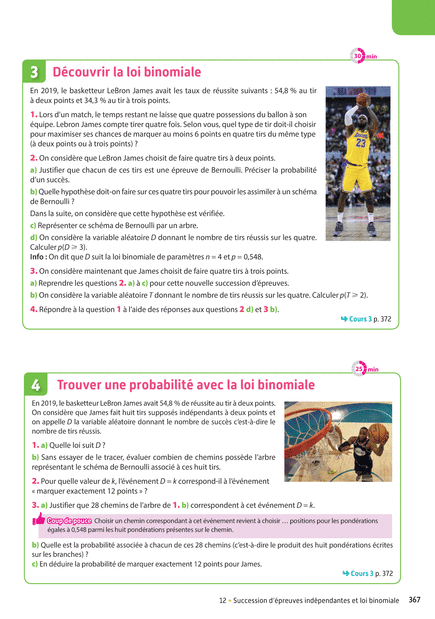 30 min
3 Découvrir la loi binomiale
En 2019, le basketteur LeBron James avait les taux de réussite suivants : 54,8 % au tir
à deux points et 34,3 % au tir à trois points.
1. Lors d'un match, le temps restant ne laisse que quatre possessions du ballon à son
équipe. Lebron James compte tirer quatre fois. Selon vous, quel type de tir doit-il choisir
pour maximiser ses chances de marquer au moins 6 points en quatre tirs du même type
(à deux points ou à trois points) ?
2. On considère que LeBron James choisit de faire quatre tirs à deux points.
a) Justifier que chacun de ces tirs est une épreuve de Bernoulli. Préciser la probabilité
d'un succès.
b) Quelle hypothèse doit-on faire sur ces quatre tirs pour pouvoir les assimiler à un schéma
de Bernoulli ?
Dans la suite, on considère que cette hypothèse est vérifiée.
c) Représenter ce schéma de Bernoulli par un arbre.
d) On considère la variable aléatoire D donnant le nombre de tirs réussis sur les quatre.
Calculer p(D ⩾ 3).
Info : On dit que D suit la loi binomiale de paramètres n = 4 et p = 0,548.
3. On considère maintenant que James choisit de faire quatre tirs à trois points.
a) Reprendre les questions 2. a) à c) pour cette nouvelle succession d'épreuves.
b) On considère la variable aléatoire T donnant le nombre de tirs réussis sur les quatre. Calculer p(T ⩾ 2).
4. Répondre à la question 1 à l'aide des réponses aux questions 2 d) et 3 b).
↪ Cours 3 p. 372
25 min
4 Trouver une probabilité avec la loi binomiale
En 2019, le basketteur LeBron James avait 54,8 % de réussite au tir à deux points.
On considère que James fait huit tirs supposés indépendants à deux points et
on appelle D la variable aléatoire donnant le nombre de succès c'est-à-dire le
nombre de tirs réussis.
1. a) Quelle loi suit D ?
b) Sans essayer de le tracer, évaluer combien de chemins possède l'arbre
représentant le schéma de Bernoulli associé à ces huit tirs.
2. Pour quelle valeur de k, l'événement D = k correspond-il à l'événement
« marquer exactement 12 points » ?
3. a) Justifier que 28 chemins de l'arbre de 1. b) correspondent à cet événement D = k.
Coup de pouce Choisir un chemin correspondant à cet événement revient à choisir … positions pour les pondérations
égales à 0,548 parmi les huit pondérations présentes sur le chemin.
b) Quelle est la probabilité associée à chacun de ces 28 chemins (c'est-à-dire le produit des huit pondérations écrites
sur les branches) ?
c) En déduire la probabilité de marquer exactement 12 points pour James.
↪ Cours 3 p. 372
12 • Succession d'épreuves indépendantes et loi binomiale 367